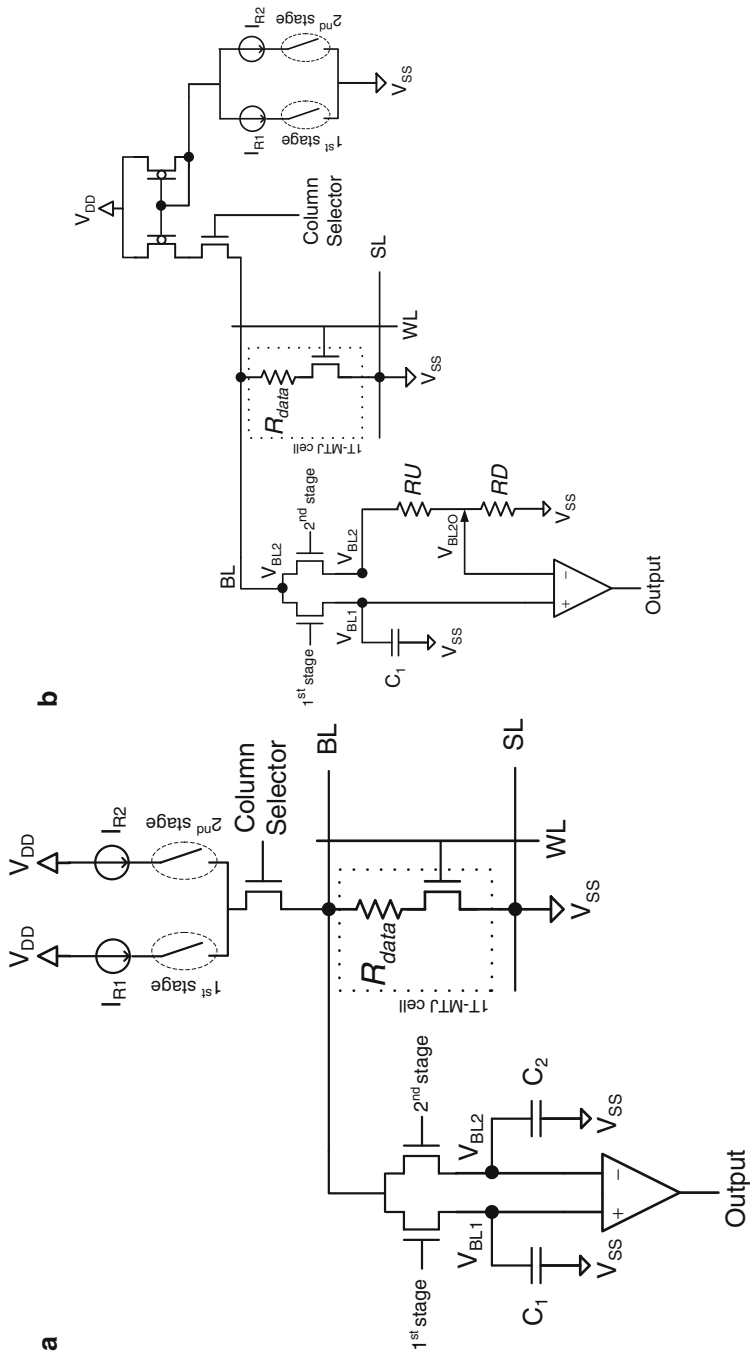 a
V_DD
V_DD
I_R1
I_R2
1st stage
2nd stage
Column
Selector
BL
R_data
1T-MTJ cell
WL
SL
V_SS
1st stage
2nd stage
V_BL1
V_BL2
C_1
C_2
V_SS
V_SS
Output
b
V_DD
I_R1
I_R2
1st stage
2nd stage
V_SS
Column
Selector
BL
R_data
1T-MTJ cell
WL
SL
V_SS
V_BL2
1st stage
2nd stage
V_BL1
V_BL2
C_1
V_SS
RU
V_BL2O
RD
V_SS
Output
+
−
+
−